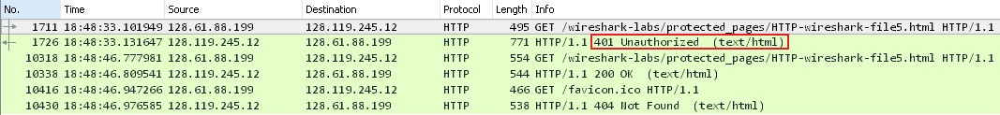 No. Time Source Destination Protocol Length Info
1711 18:48:33.101949 128.61.88.199 128.119.245.12 HTTP 495 GET /wireshark-labs/protected_pages/HTTP-wireshark-file5.html HTTP/1.1
1726 18:48:33.131647 128.119.245.12 128.61.88.199 HTTP 771 HTTP/1.1 401 Unauthorized (text/html)
10318 18:48:46.777981 128.61.88.199 128.119.245.12 HTTP 554 GET /wireshark-labs/protected_pages/HTTP-wireshark-file5.html HTTP/1.1
10338 18:48:46.809541 128.119.245.12 128.61.88.199 HTTP 544 HTTP/1.1 200 OK (text/html)
10416 18:48:46.947266 128.61.88.199 128.119.245.12 HTTP 466 GET /favicon.ico HTTP/1.1
10430 18:48:46.976585 128.119.245.12 128.61.88.199 HTTP 538 HTTP/1.1 404 Not Found (text/html)